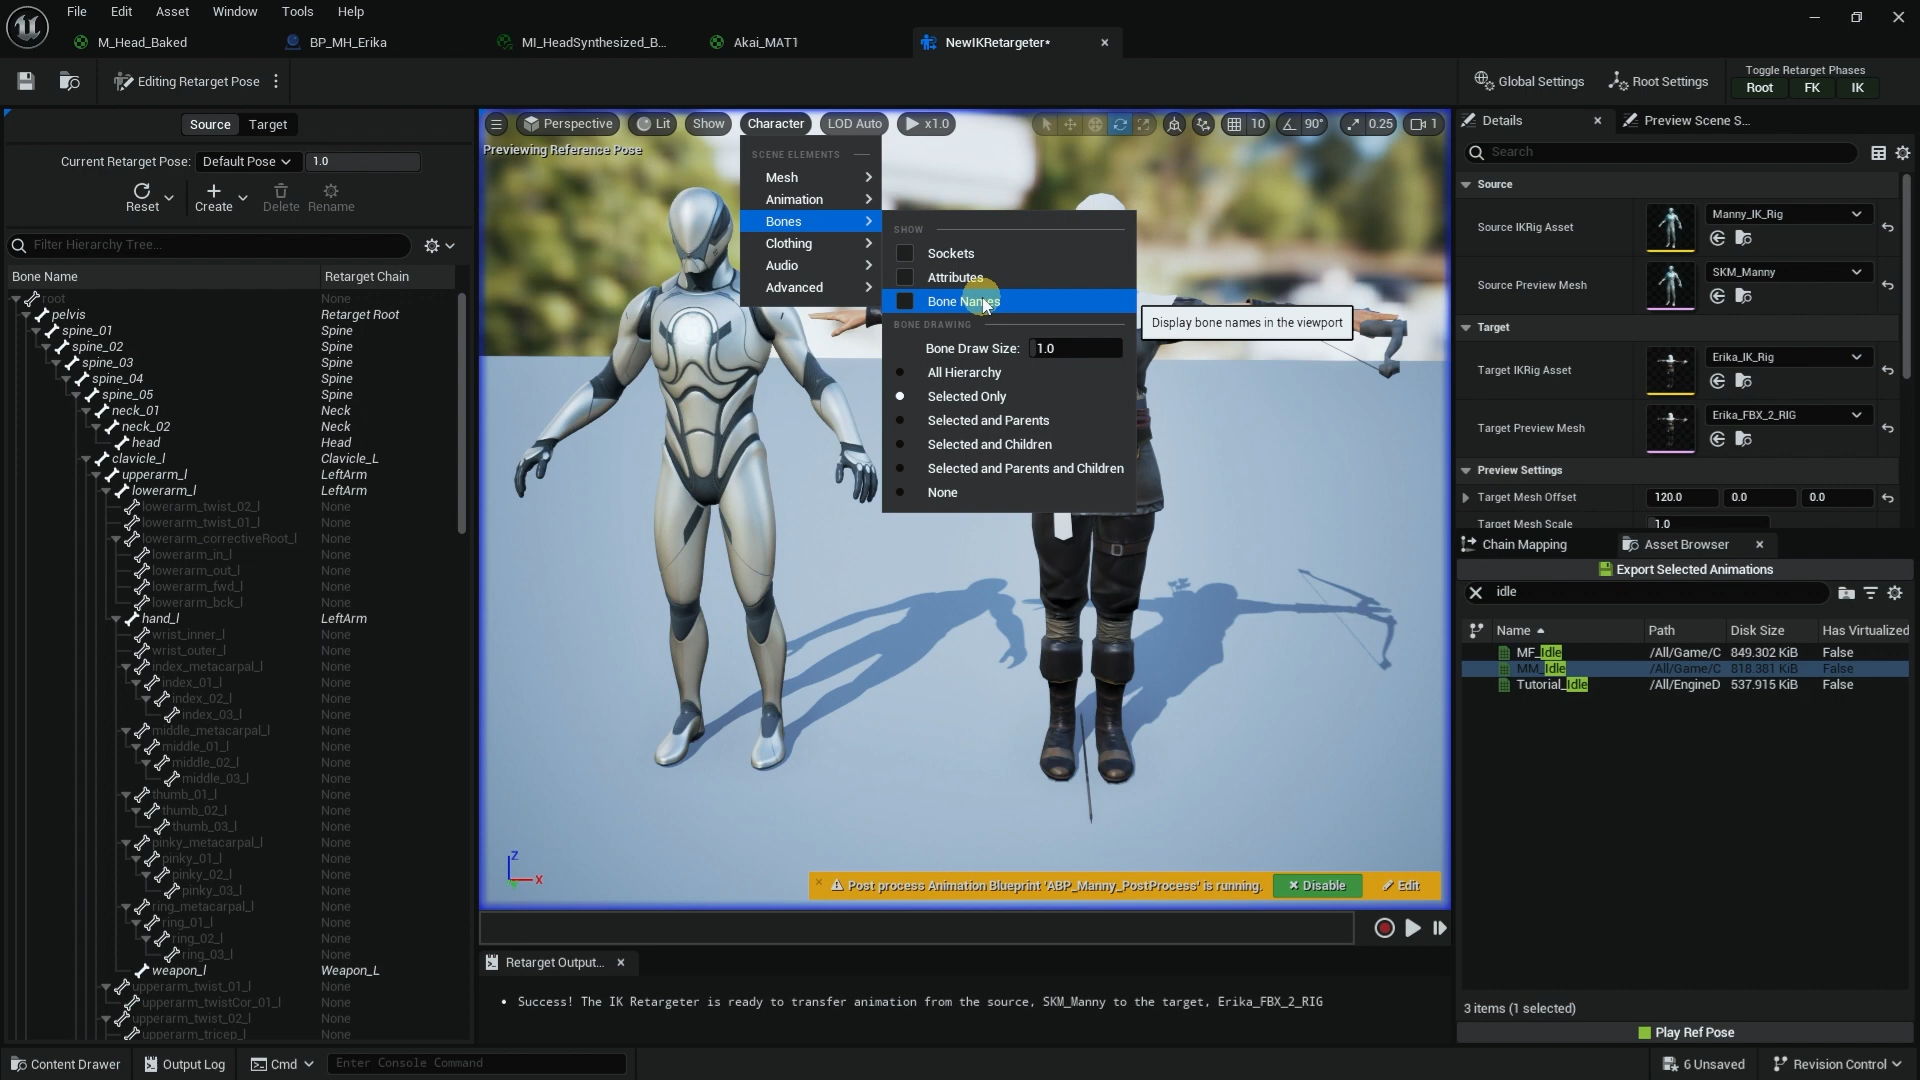 File Edit Asset Window Tools Help
M_Head_Baked BP_MH_Erika MI_HeadSynthesized_B... Akai_MAT1 NewIKRetargeter*
Editing Retarget Pose Global Settings Root Settings Toggle Retarget Phases
Root FK IK
Source Target
Current Retarget Pose: Default Pose 1.0
Reset Create Delete Rename
Filter Hierarchy Tree...
Bone Name Retarget Chain
root None
pelvis Retarget Root
spine_01 Spine
spine_02 Spine
spine_03 Spine
spine_04 Spine
spine_05 Spine
neck_01 Neck
neck_02 Neck
head Head
clavicle_l Clavicle_L
upperarm_l LeftArm
lowerarm_l LeftArm
lowerarm_twist_02_l None
lowerarm_twist_01_l None
lowerarm_correctiveRoot_l None
lowerarm_in_l None
lowerarm_out_l None
lowerarm_fwd_l None
lowerarm_bck_l None
hand_l LeftArm
wrist_inner_l None
wrist_outer_l None
index_metacarpal_l None
index_01_l None
index_02_l None
index_03_l None
middle_metacarpal_l None
middle_01_l None
middle_02_l None
middle_03_l None
thumb_01_l None
thumb_02_l None
thumb_03_l None
pinky_metacarpal_l None
pinky_01_l None
pinky_02_l None
pinky_03_l None
ring_metacarpal_l None
ring_01_l None
ring_02_l None
ring_03_l None
weapon_l Weapon_L
upperarm_twist_01_l None
upperarm_twistCor_01_l None
upperarm_twist_02_l None
upperarm_tricep_l None
Perspective Lit Show Character LOD Auto x1.0 10 90° 0.25 1
Previewing Reference Pose
SCENE ELEMENTS
Mesh
Animation
Bones
Clothing
Audio
Advanced
SHOW
Sockets
Attributes
Bone Names
Display bone names in the viewport
BONE DRAWING
Bone Draw Size: 1.0
All Hierarchy
Selected Only
Selected and Parents
Selected and Children
Selected and Parents and Children
None
Z
X
Post process Animation Blueprint 'ABP_Manny_PostProcess' is running. Disable Edit
Retarget Output...
• Success! The IK Retargeter is ready to transfer animation from the source, SKM_Manny to the target, Erika_FBX_2_RIG
Details Preview Scene S...
Search
Source
Source IKRig Asset Manny_IK_Rig
Source Preview Mesh SKM_Manny
Target
Target IKRig Asset Erika_IK_Rig
Target Preview Mesh Erika_FBX_2_RIG
Preview Settings
Target Mesh Offset 120.0 0.0 0.0
Target Mesh Scale 1.0
Chain Mapping Asset Browser
Export Selected Animations
idle
Name Path Disk Size Has Virtualized
MF_Idle /All/Game/C 849.302 KiB False
MM_Idle /All/Game/C 818.381 KiB False
Tutorial_Idle /All/EngineD 537.915 KiB False
3 items (1 selected)
Play Ref Pose
Content Drawer Output Log Cmd Enter Console Command 6 Unsaved Revision Control